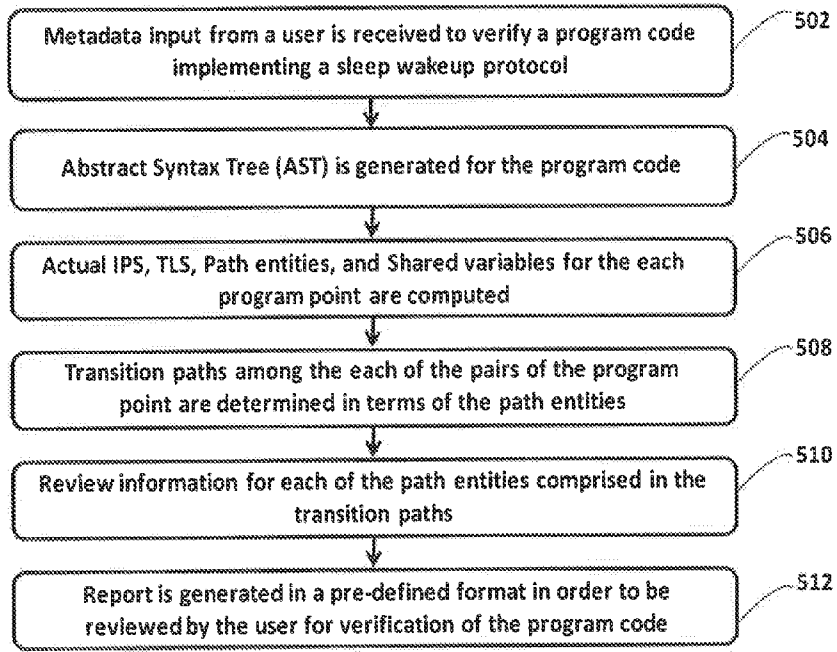 Metadata input from a user is received to verify a program code
implementing a sleep wakeup protocol
502
Abstract Syntax Tree (AST) is generated for the program code
504
Actual IPS, TLS, Path entities, and Shared variables for the each
program point are computed
506
Transition paths among the each of the pairs of the program
point are determined in terms of the path entities
508
Review information for each of the path entities comprised in the
transition paths
510
Report is generated in a pre-defined format in order to be
reviewed by the user for verification of the program code
512